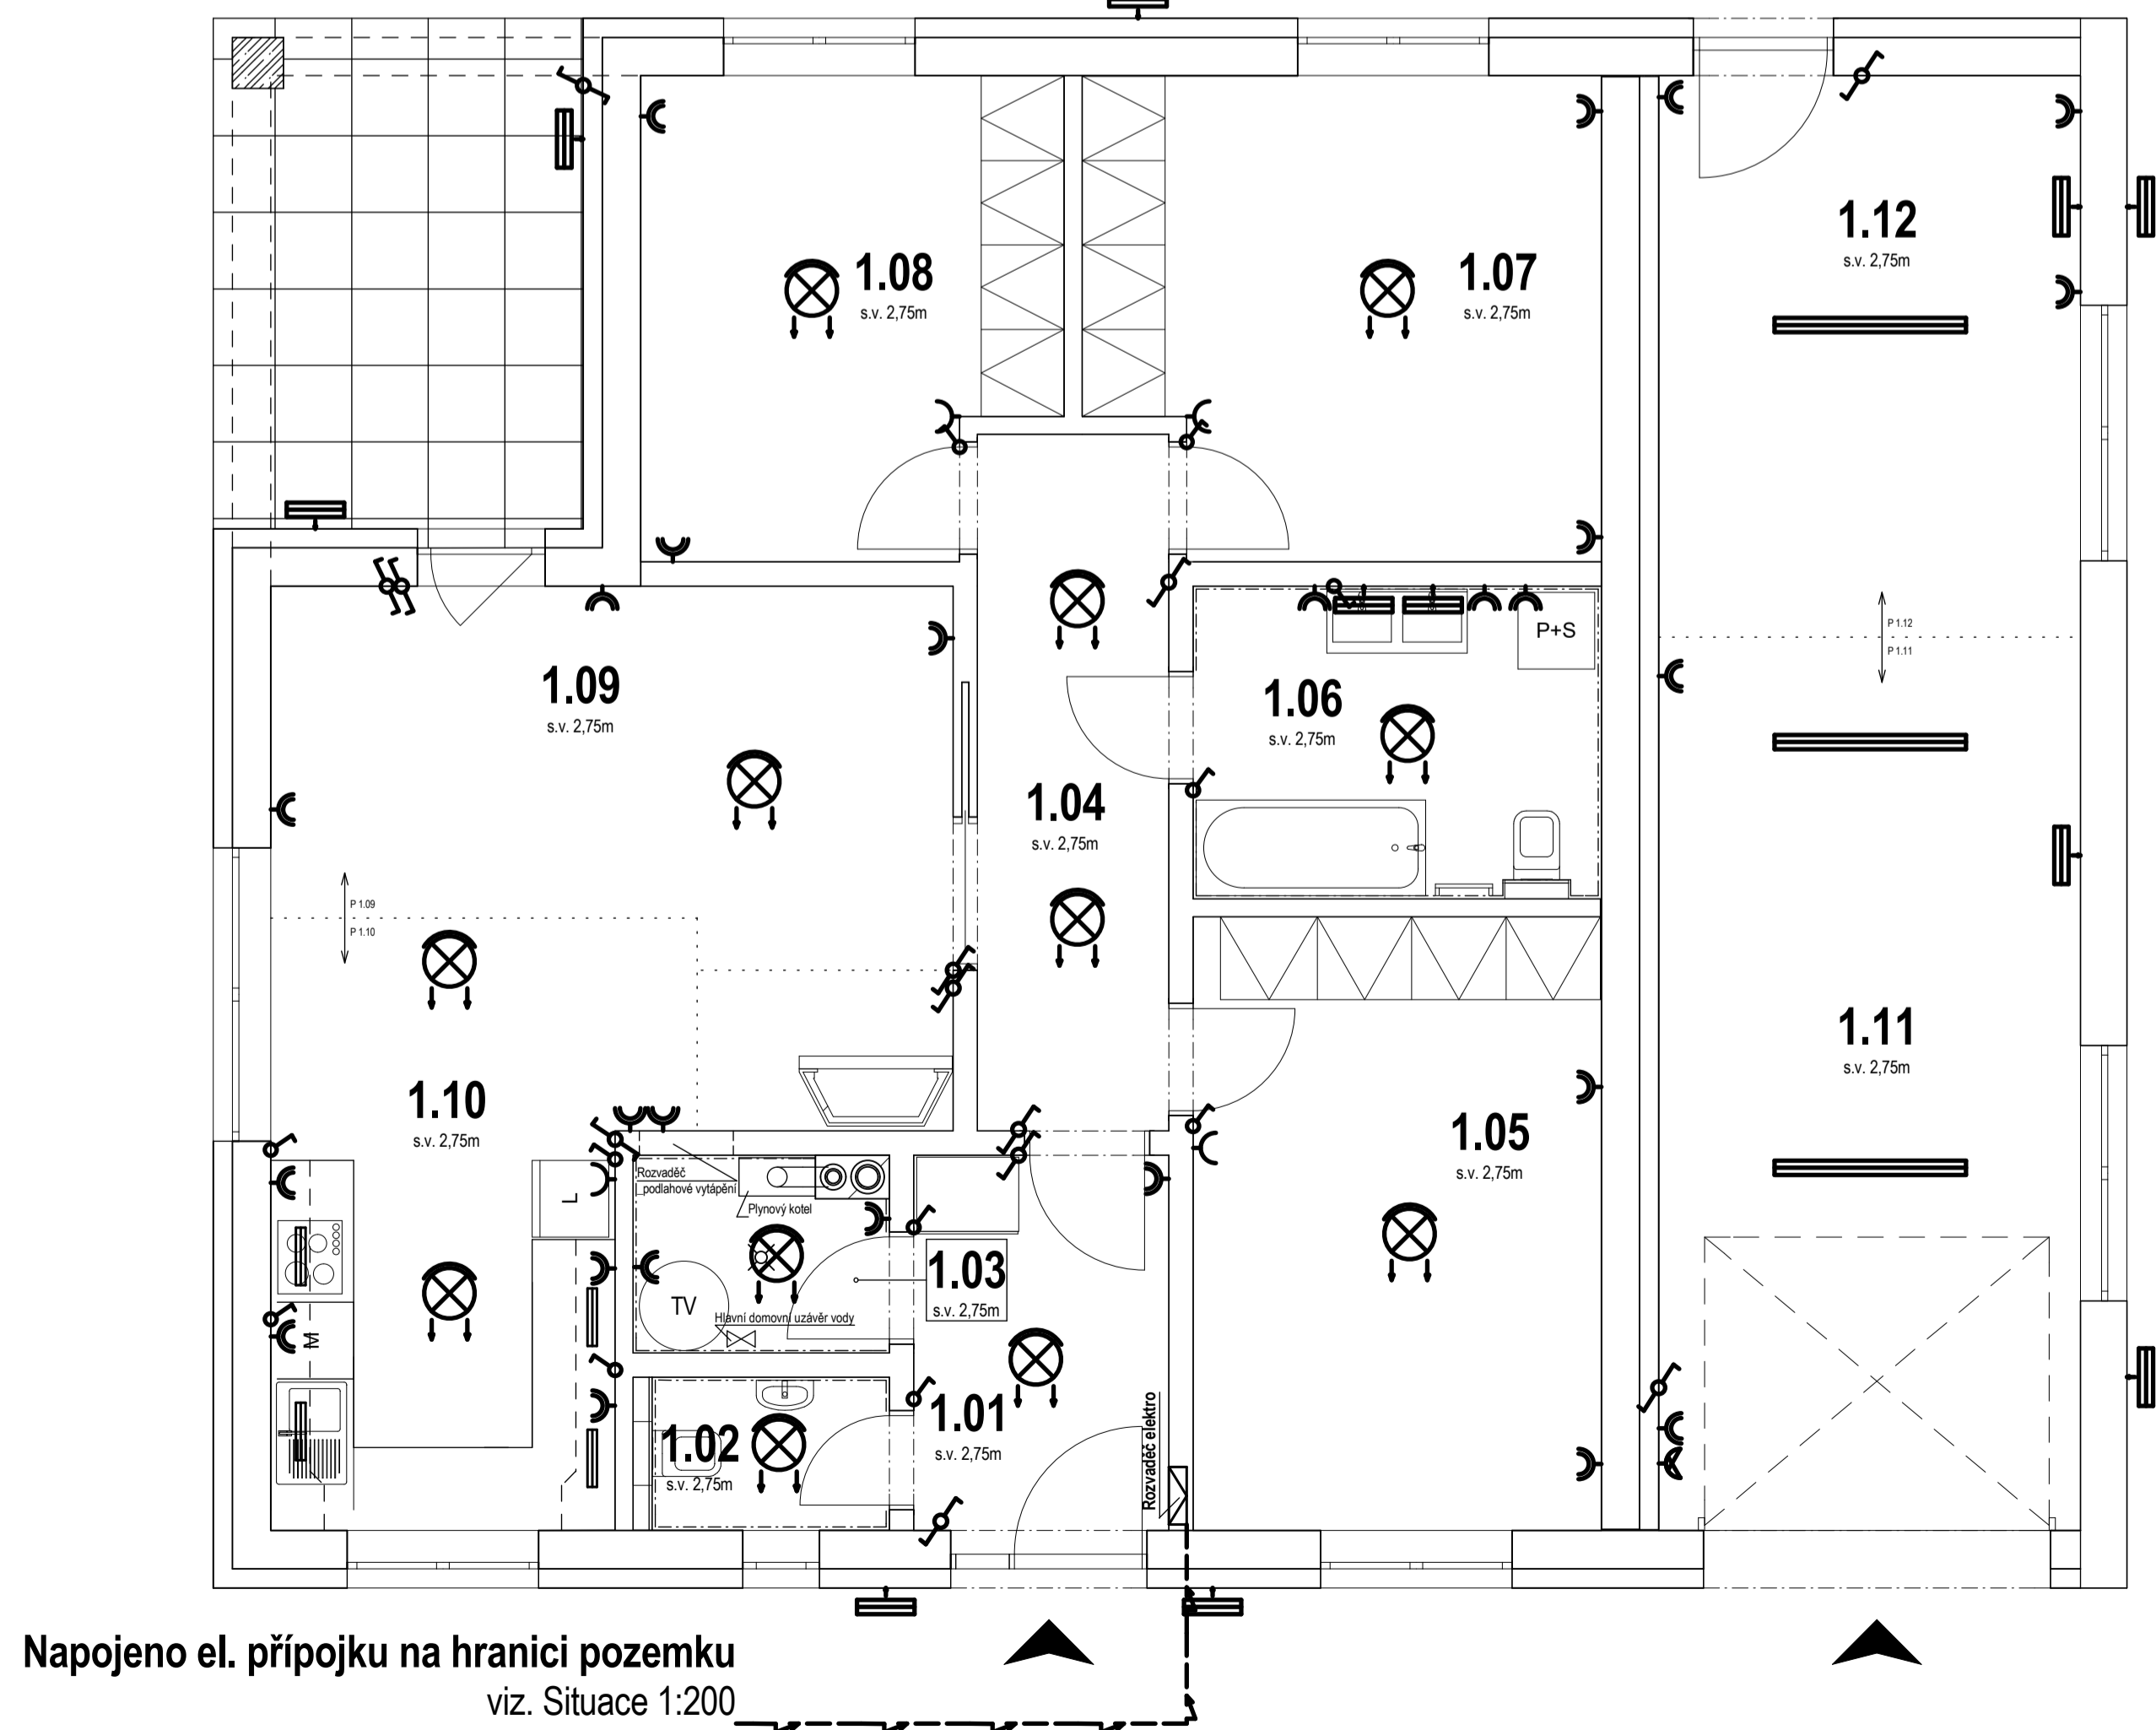 1.12
s.v. 2,75m
1.08
s.v. 2,75m
1.07
s.v. 2,75m
P 1.12
P 1.11
P+S
1.09
s.v. 2,75m
1.06
s.v. 2,75m
1.04
s.v. 2,75m
P 1.09
P 1.10
1.11
s.v. 2,75m
1.10
s.v. 2,75m
1.05
s.v. 2,75m
Rozvaděč
podlahové vytápění
Plynový kotel
L
1.03
s.v. 2,75m
TV
Hlavní domovní uzávěr vody
M
1.01
s.v. 2,75m
1.02
s.v. 2,75m
Rozvaděč elektro
Napojeno el. přípojku na hranici pozemku
viz. Situace 1:200